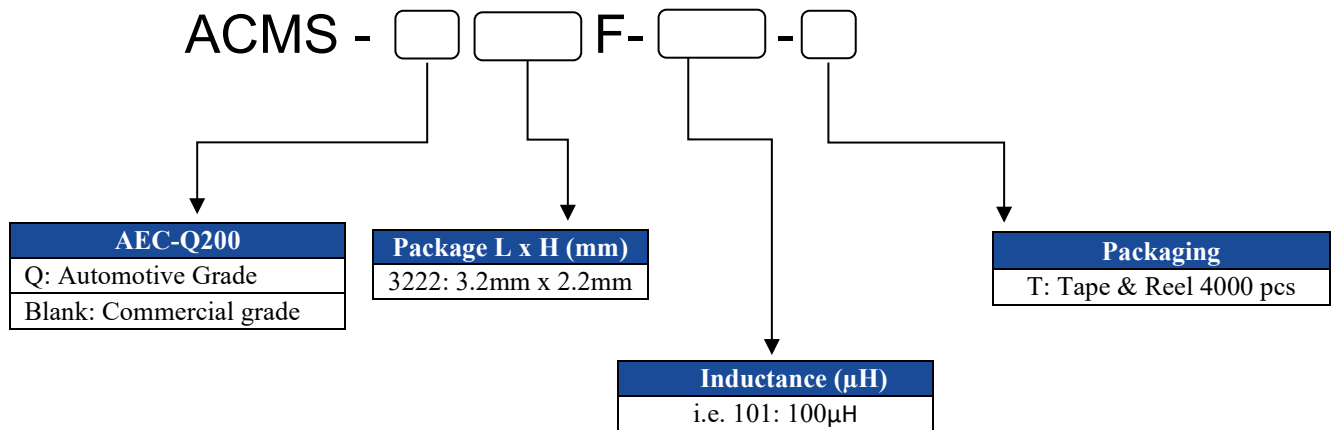 ACMS - F- -
AEC-Q200
Q: Automotive Grade
Blank: Commercial grade
Package L x H (mm)
3222: 3.2mm x 2.2mm
Inductance (µH)
i.e. 101: 100µH
Packaging
T: Tape & Reel 4000 pcs